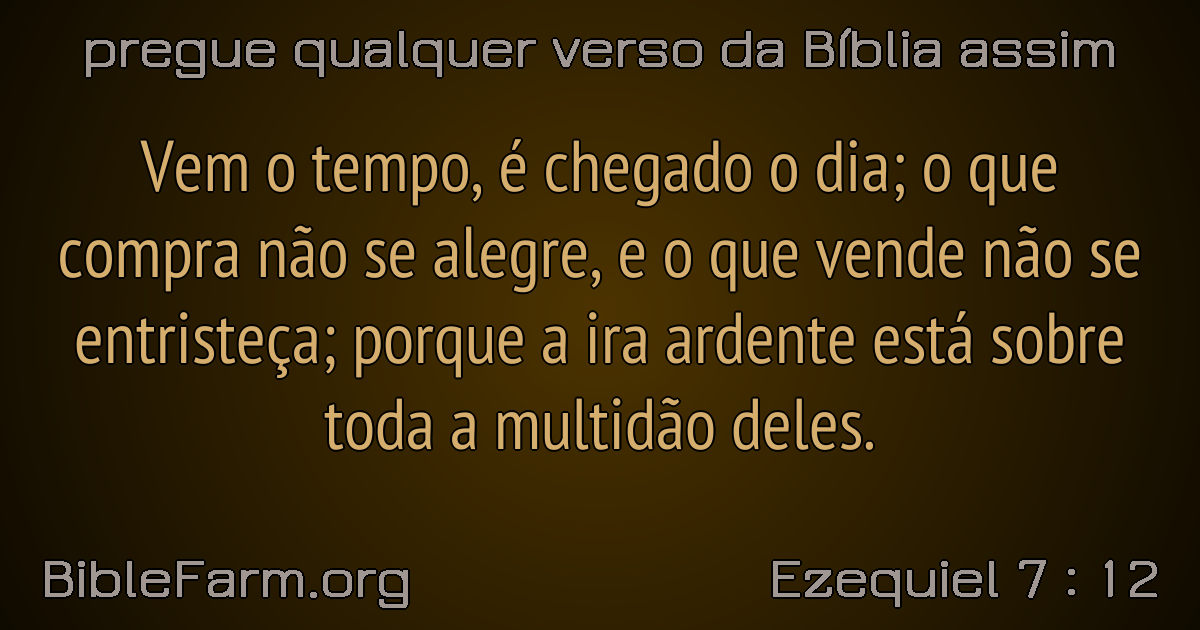 pregue qualquer verso da Bíblia assim
Vem o tempo, é chegado o dia; o que
compra não se alegre, e o que vende não se
entristeça; porque a ira ardente está sobre
toda a multidão deles.
BibleFarm.org
Ezequiel 7 : 12